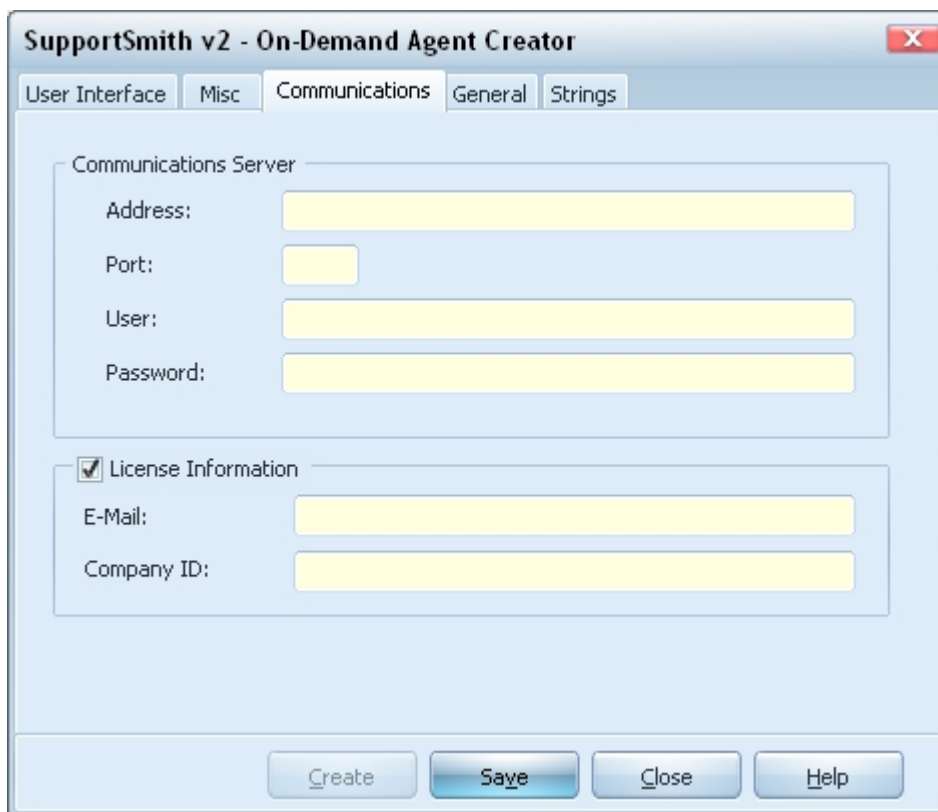 SupportSmith v2 - On-Demand Agent Creator
User Interface Misc Communications General Strings
Communications Server
Address:
Port:
User:
Password:
License Information
E-Mail:
Company ID:
Create Save Close Help